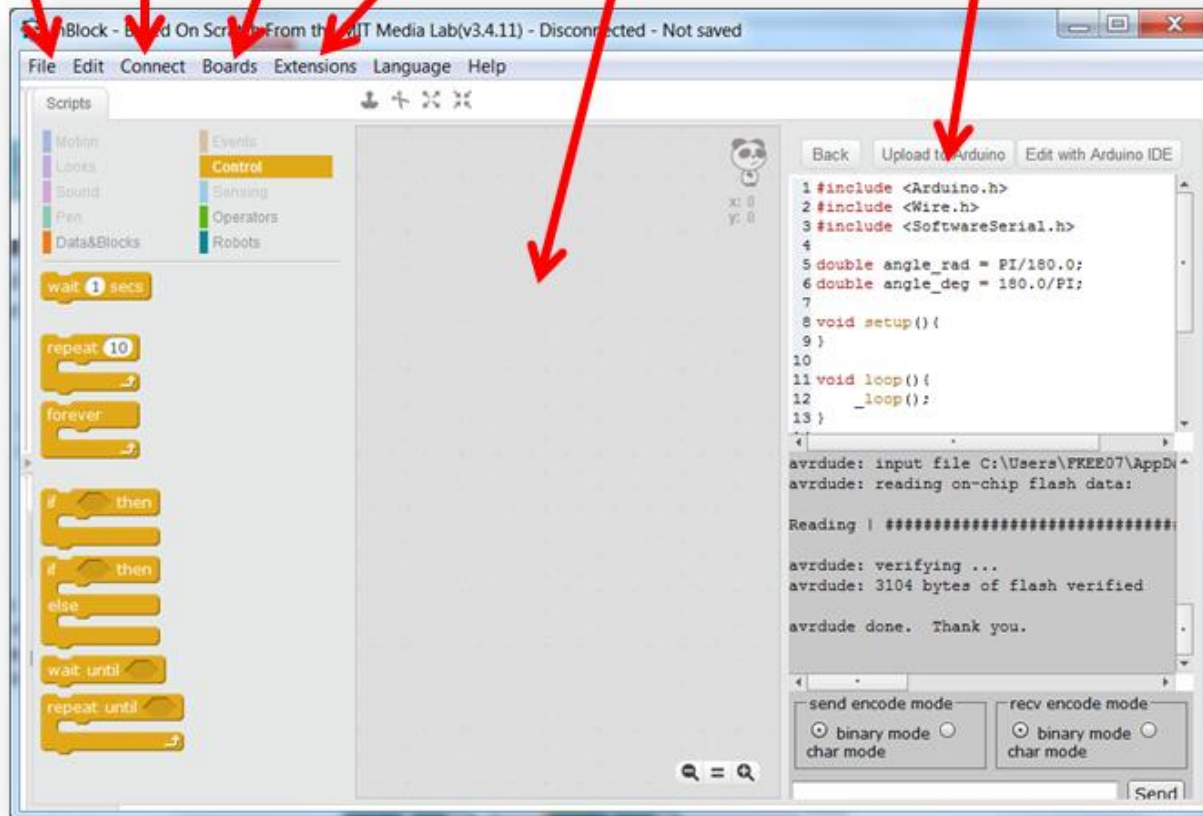 mBlock - Based On Scratch From the MIT Media Lab(v3.4.11) - Disconnected - Not saved
File Edit Connect Boards Extensions Language Help
Scripts
Motion
Events
Looks
Control
Sound
Sensing
Pen
Operators
Data&Blocks
Robots
wait 1 secs
repeat 10
forever
if then
if then
else
wait until
repeat until
x: 0
y: 0
Back Upload to Arduino Edit with Arduino IDE
1 #include <Arduino.h>
2 #include <Wire.h>
3 #include <SoftwareSerial.h>
4
5 double angle_rad = PI/180.0;
6 double angle_deg = 180.0/PI;
7
8 void setup(){
9 }
10
11 void loop(){
12 _loop();
13 }
avrdude: input file C:\Users\FKEE07\AppDa
avrdude: reading on-chip flash data:
Reading | ##############################
avrdude: verifying ...
avrdude: 3104 bytes of flash verified
avrdude done. Thank you.
send encode mode
binary mode
char mode
recv encode mode
binary mode
char mode
Send